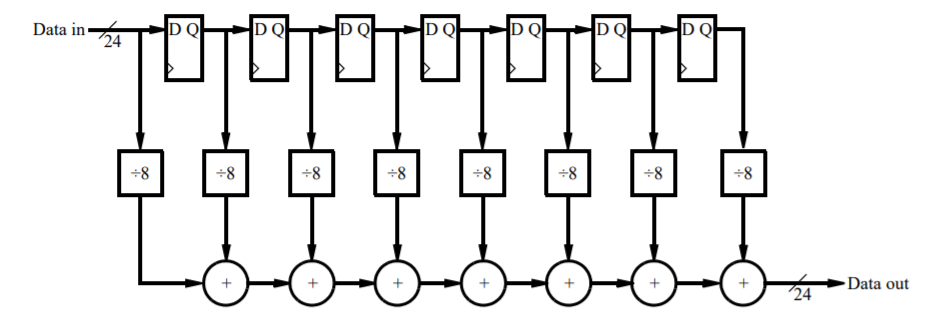 Data in
24
D Q D Q D Q D Q D Q D Q D Q
÷8 ÷8 ÷8 ÷8 ÷8 ÷8 ÷8 ÷8
+ + + + + + + Data out
24